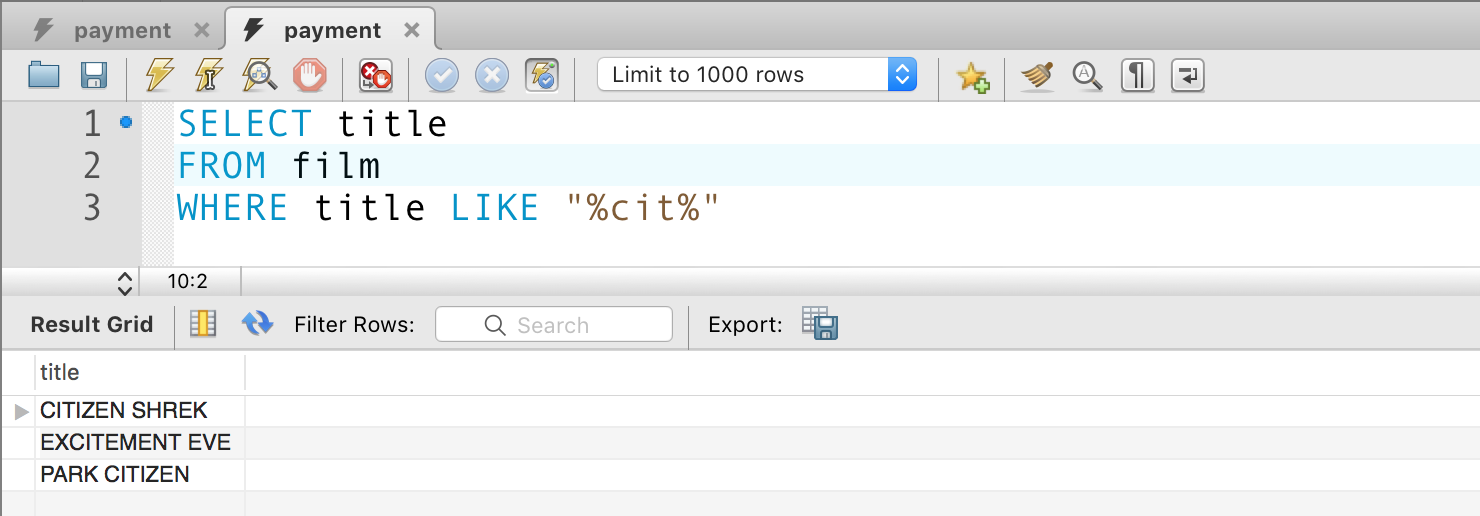 payment payment
Limit to 1000 rows
1 SELECT title
2 FROM film
3 WHERE title LIKE "%cit%"
10:2
Result Grid Filter Rows: Search Export:
title
CITIZEN SHREK
EXCITEMENT EVE
PARK CITIZEN